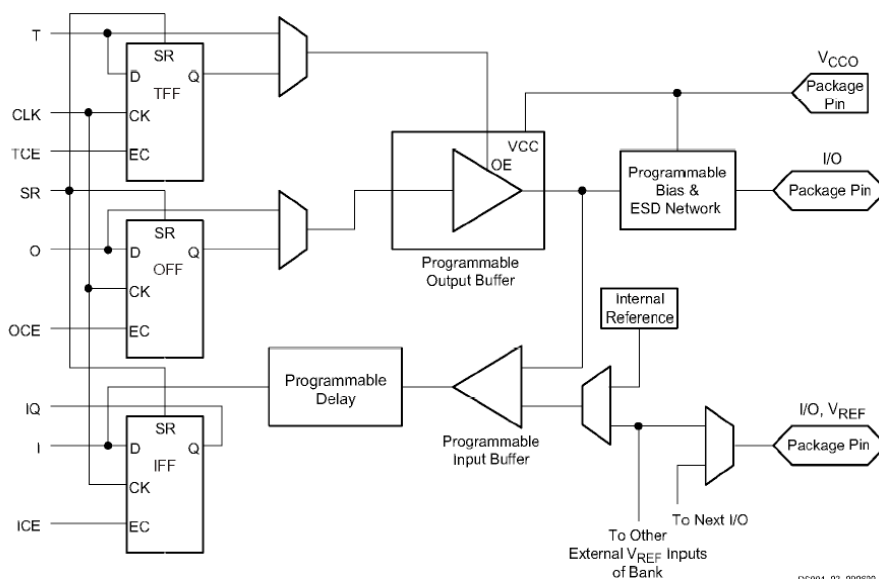 T
SR
D
Q
TFF
CLK
CK
TCE
EC
SR
SR
O
D
Q
OFF
CK
OCE
EC
IQ
SR
I
D
Q
IFF
CK
ICE
EC
VCC
OE
Programmable
Output Buffer
VCCO
Package
Pin
Programmable
Bias &
ESD Network
I/O
Package Pin
Internal
Reference
Programmable
Delay
Programmable
Input Buffer
I/O, VREF
Package Pin
To Next I/O
To Other
External VREF Inputs
of Bank